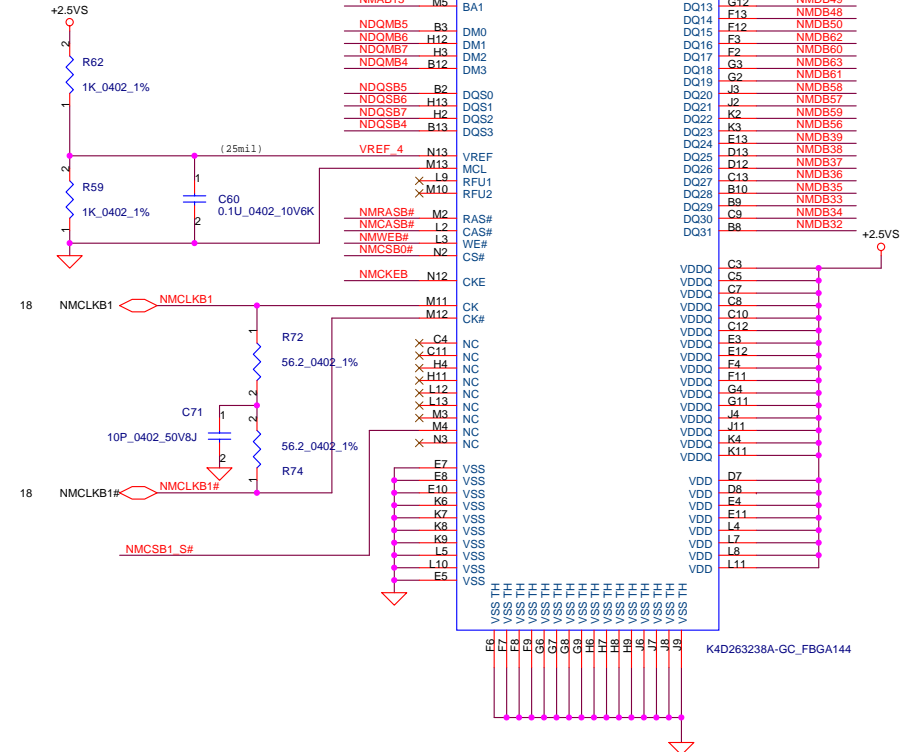 +2.5VS
2
R62
1K_0402_1%
1
(25mil)
VREF_4
2
R59
1K_0402_1%
1
1
C60
0.1U_0402_10V6K
2
18 NMCLKB1 NMCLKB1
1
R72
56.2_0402_1%
2
C71
1
10P_0402_50V8J
2
2
56.2_0402_1%
R74
1
18 NMCLKB1# NMCLKB1#
NMCSB1_S#
M5 BA1
NDQMB5 B3 DM0
NDQMB6 H12 DM1
NDQMB7 H3 DM2
NDQMB4 B12 DM3
NDQSB5 B2 DQS0
NDQSB6 H13 DQS1
NDQSB7 H2 DQS2
NDQSB4 B13 DQS3
N13 VREF
M13 MCL
L9 RFU1
M10 RFU2
NMRASB# M2 RAS#
NMCASB# L2 CAS#
NMWEB# L3 WE#
NMCSB0# N2 CS#
NMCKEB N12 CKE
M11 CK
M12 CK#
C4 NC
C11 NC
H4 NC
H11 NC
L12 NC
L13 NC
M3 NC
M4 NC
N3 NC
E7 VSS
E8 VSS
E10 VSS
K6 VSS
K7 VSS
K8 VSS
K9 VSS
L5 VSS
L10 VSS
E5 VSS
DQ13 G12 NMDB49
DQ14 F13 NMDB48
DQ15 F12 NMDB50
DQ16 F3 NMDB62
DQ17 F2 NMDB60
DQ18 G3 NMDB63
DQ19 G2 NMDB61
DQ20 J3 NMDB58
DQ21 J2 NMDB57
DQ22 K2 NMDB59
DQ23 K3 NMDB56
DQ24 E13 NMDB39
DQ25 D13 NMDB38
DQ26 D12 NMDB37
DQ27 C13 NMDB36
DQ28 B10 NMDB35
DQ29 B9 NMDB33
DQ30 C9 NMDB34
DQ31 B8 NMDB32
+2.5VS
VDDQ C3
VDDQ C5
VDDQ C7
VDDQ C8
VDDQ C10
VDDQ C12
VDDQ E3
VDDQ E12
VDDQ F4
VDDQ F11
VDDQ G4
VDDQ G11
VDDQ J4
VDDQ J11
VDDQ K4
VDDQ K11
VDD D7
VDD D8
VDD E4
VDD E11
VDD L4
VDD L7
VDD L8
VDD L11
VSS TH F6
VSS TH F7
VSS TH F8
VSS TH F9
VSS TH G6
VSS TH G7
VSS TH G8
VSS TH G9
VSS TH H6
VSS TH H7
VSS TH H8
VSS TH H9
VSS TH J6
VSS TH J7
VSS TH J8
VSS TH J9
K4D263238A-GC_FBGA144